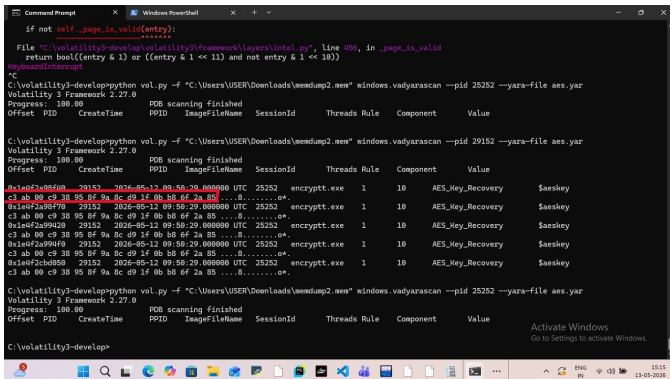 Command Prompt
Windows PowerShell
if not self._page_is_valid(entry):
^^^^^^^
File "C:\volatility3-develop\volatility3\framework\layers\intel.py", line 456, in _page_is_valid
return bool((entry & 1) or ((entry & 1 << 11) and not entry & 1 << 10))
KeyboardInterrupt
^C
C:\volatility3-develop>python vol.py -f "C:\Users\USER\Downloads\memdump2.mem" windows.vadyarascan --pid 25252 --yara-file aes.yar
Volatility 3 Framework 2.27.0
Progress: 100.00 PDB scanning finished
Offset PID CreateTime PPID ImageFileName SessionId Threads Rule Component Value
C:\volatility3-develop>python vol.py -f "C:\Users\USER\Downloads\memdump2.mem" windows.vadyarascan --pid 29152 --yara-file aes.yar
Volatility 3 Framework 2.27.0
Progress: 100.00 PDB scanning finished
Offset PID CreateTime PPID ImageFileName SessionId Threads Rule Component Value
0x1e4f2a98f40 29152 2026-05-12 09:50:29.000000 UTC 25252 encryptt.exe 1 10 AES_Key_Recovery $aeskey
c3 ab 00 c9 38 95 8f 9a 8c d9 1f 0b b8 6f 2a 85 ....8........o*.
0x1e4f2a98f70 29152 2026-05-12 09:50:29.000000 UTC 25252 encryptt.exe 1 10 AES_Key_Recovery $aeskey
c3 ab 00 c9 38 95 8f 9a 8c d9 1f 0b b8 6f 2a 85 ....8........o*.
0x1e4f2a99420 29152 2026-05-12 09:50:29.000000 UTC 25252 encryptt.exe 1 10 AES_Key_Recovery $aeskey
c3 ab 00 c9 38 95 8f 9a 8c d9 1f 0b b8 6f 2a 85 ....8........o*.
0x1e4f2a994f0 29152 2026-05-12 09:50:29.000000 UTC 25252 encryptt.exe 1 10 AES_Key_Recovery $aeskey
c3 ab 00 c9 38 95 8f 9a 8c d9 1f 0b b8 6f 2a 85 ....8........o*.
0x1e4f2cbd050 29152 2026-05-12 09:50:29.000000 UTC 25252 encryptt.exe 1 10 AES_Key_Recovery $aeskey
c3 ab 00 c9 38 95 8f 9a 8c d9 1f 0b b8 6f 2a 85 ....8........o*.
C:\volatility3-develop>python vol.py -f "C:\Users\USER\Downloads\memdump2.mem" windows.vadyarascan --pid 25252 --yara-file aes.yar
Volatility 3 Framework 2.27.0
Progress: 100.00 PDB scanning finished
Offset PID CreateTime PPID ImageFileName SessionId Threads Rule Component Value
Activate Windows
Go to Settings to activate Windows.
C:\volatility3-develop>
ENG
IN
15:15
13-05-2026